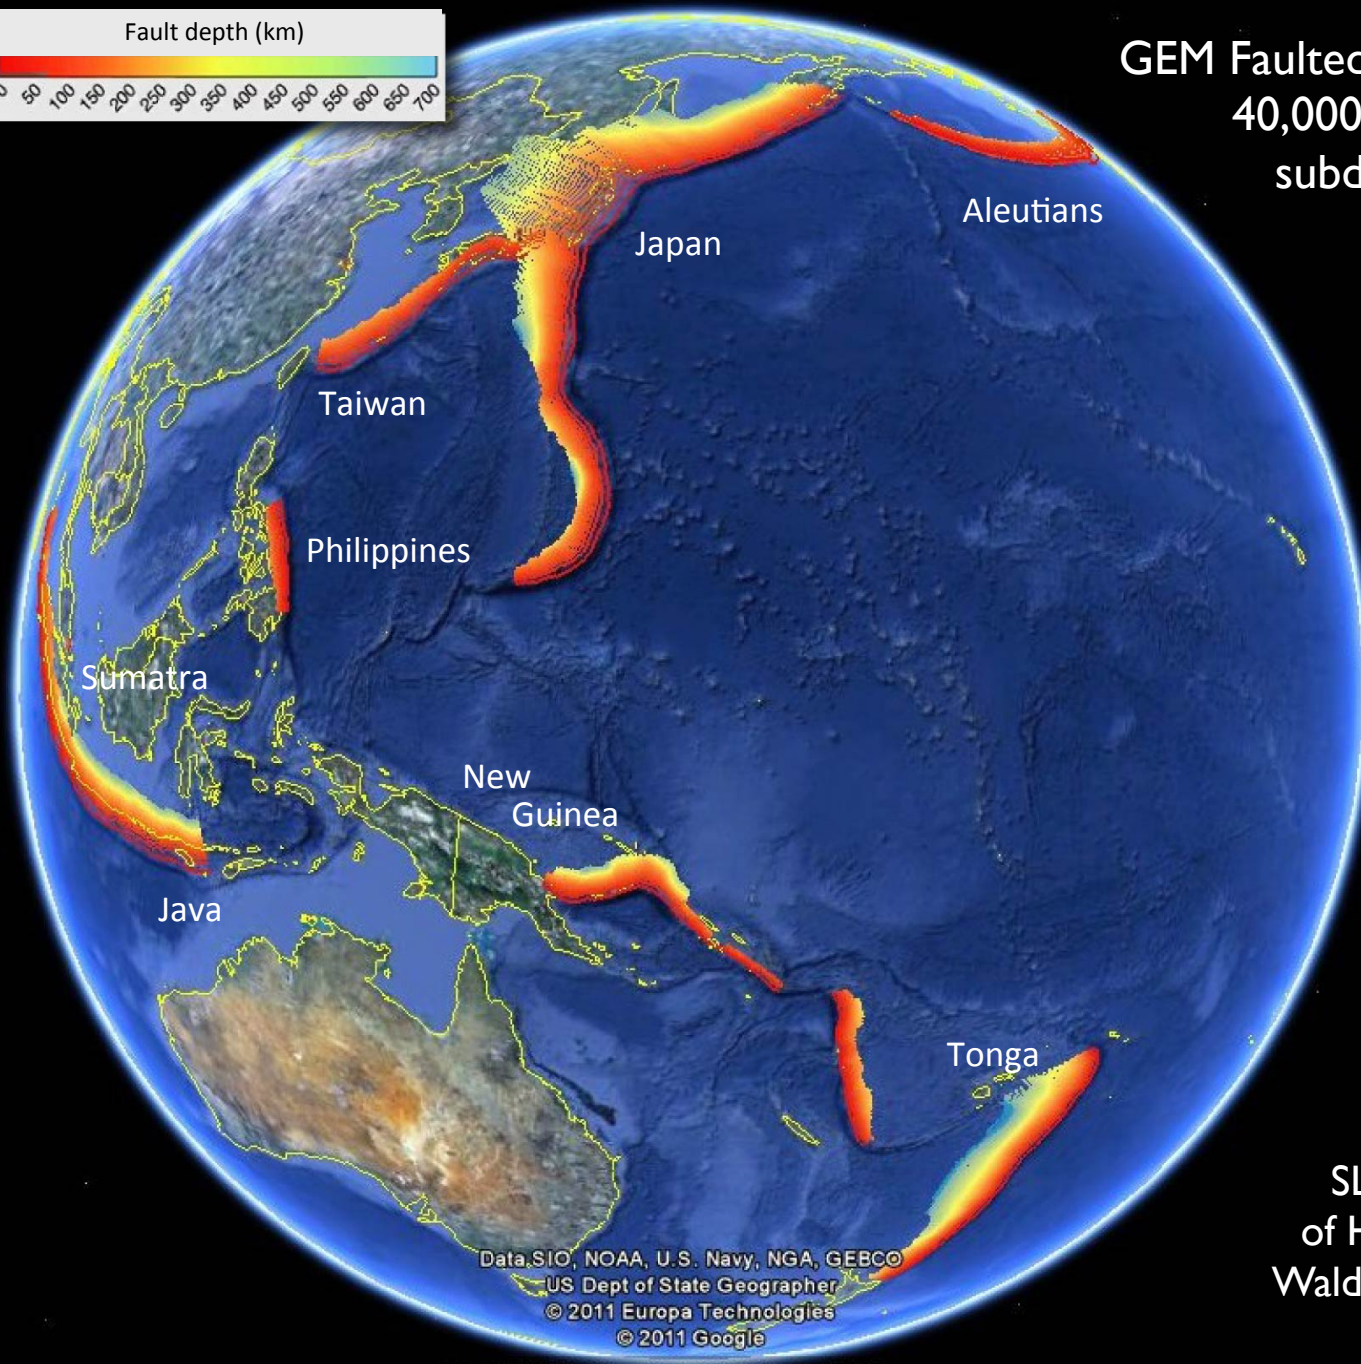 Fault depth (km)
0 50 100 150 200 250 300 350 400 450 500 550 600 650 700
GEM Faulted
40,000
subd
Aleutians
Japan
Taiwan
Philippines
Sumatra
New
Guinea
Java
Tonga
SL
of H
Wald
Data SIO, NOAA, U.S. Navy, NGA, GEBCO
US Dept of State Geographer
© 2011 Europa Technologies
© 2011 Google